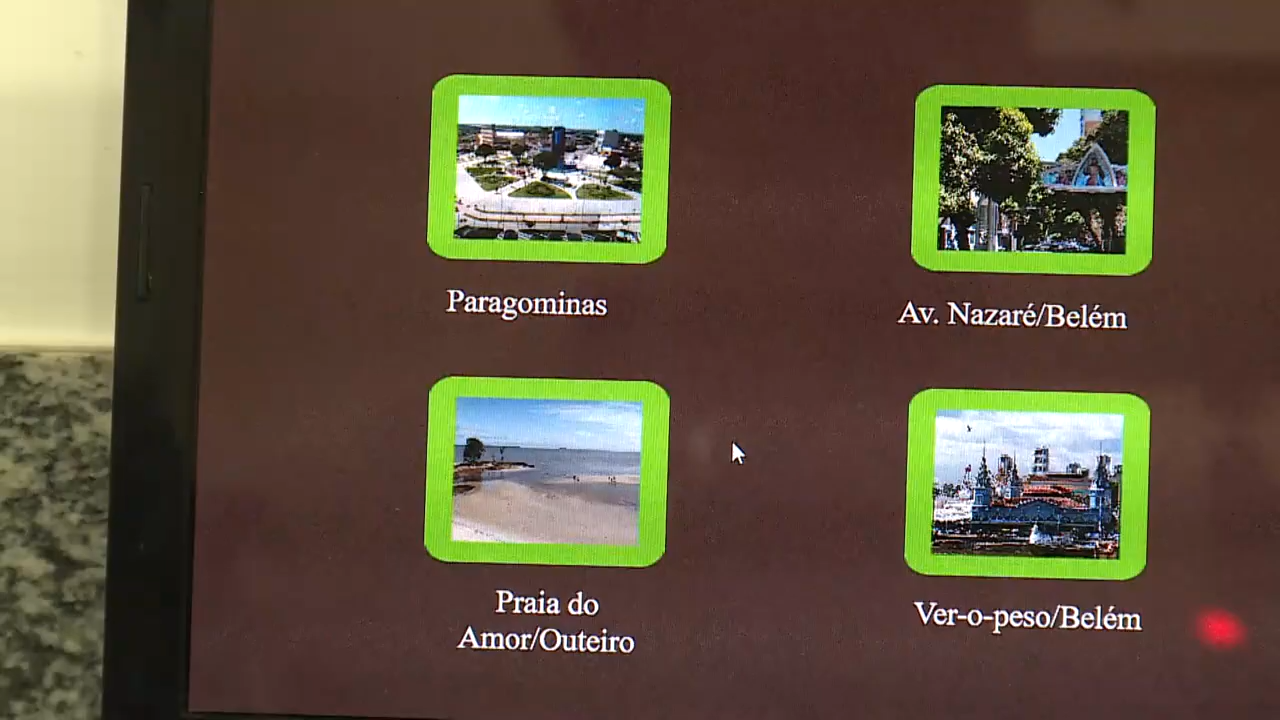 Paragominas
Av. Nazaré/Belém
Praia do
Amor/Outeiro
Ver-o-peso/Belém